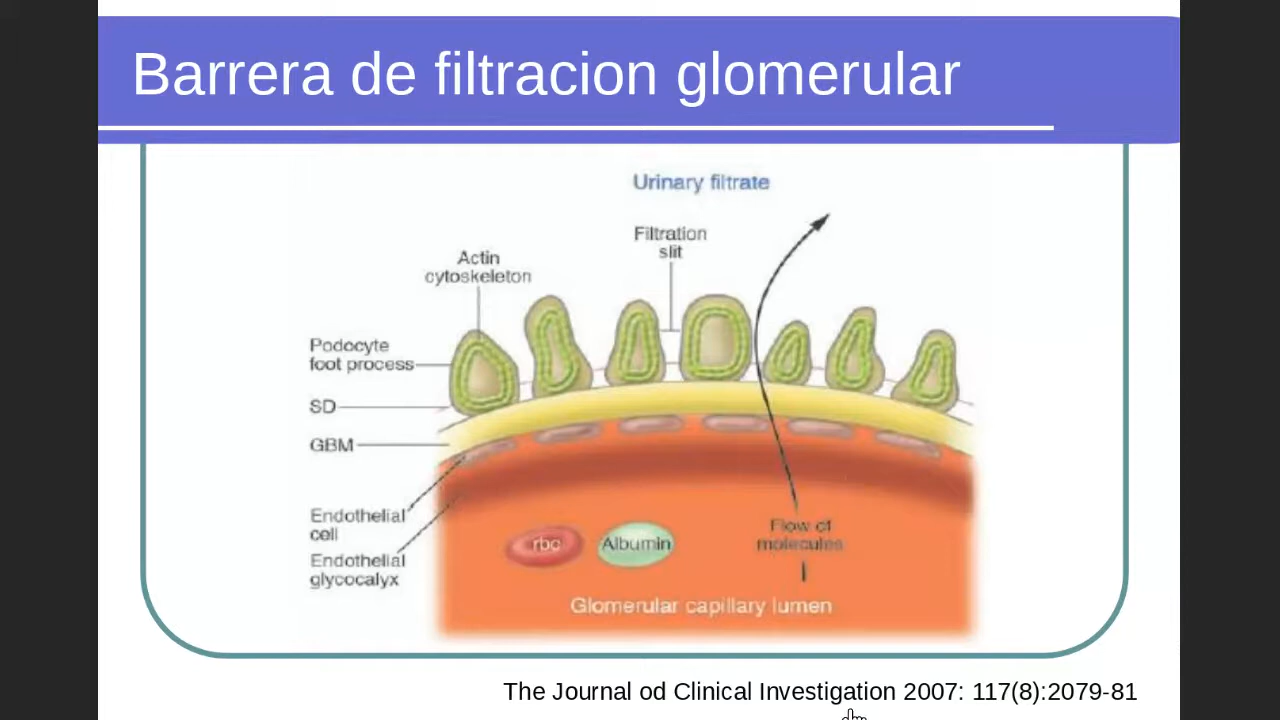 Barrera de filtracion glomerular
Urinary filtrate
Filtration
slit
Actin
cytoskeleton
Podocyte
foot process
SD
GBM
Endothelial
cell
Endothelial
glycocalyx
rbc
Albumin
Flow of
molecules
Glomerular capillary lumen
The Journal od Clinical Investigation 2007: 117(8):2079-81